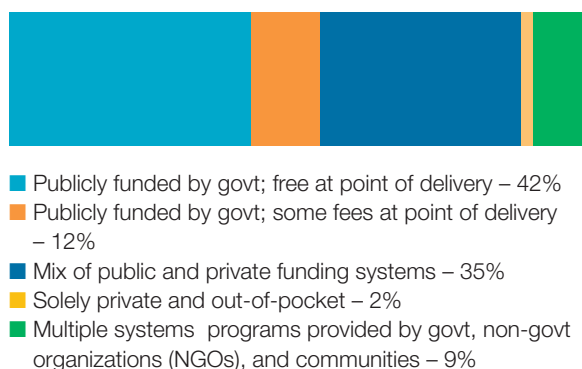 Publicly funded by govt; free at point of delivery – 42%
Publicly funded by govt; some fees at point of delivery
– 12%
Mix of public and private funding systems – 35%
Solely private and out-of-pocket – 2%
Multiple systems  programs provided by govt, non-govt
organizations (NGOs), and communities – 9%